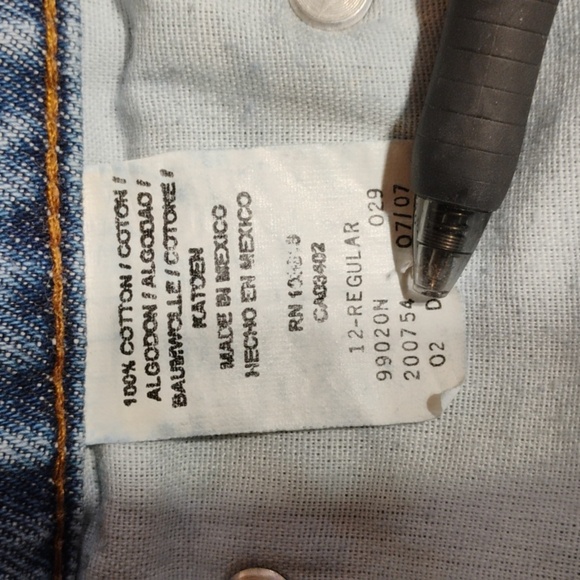 100% COTTON / COTON /
ALGODON / ALGODAO /
BAUMWOLLE / COTONE /
KATOEN
MADE IN MEXICO
HECHO EN MEXICO
RN
CA03402
12-REGULAR 029
99020N
200754 07/07
02